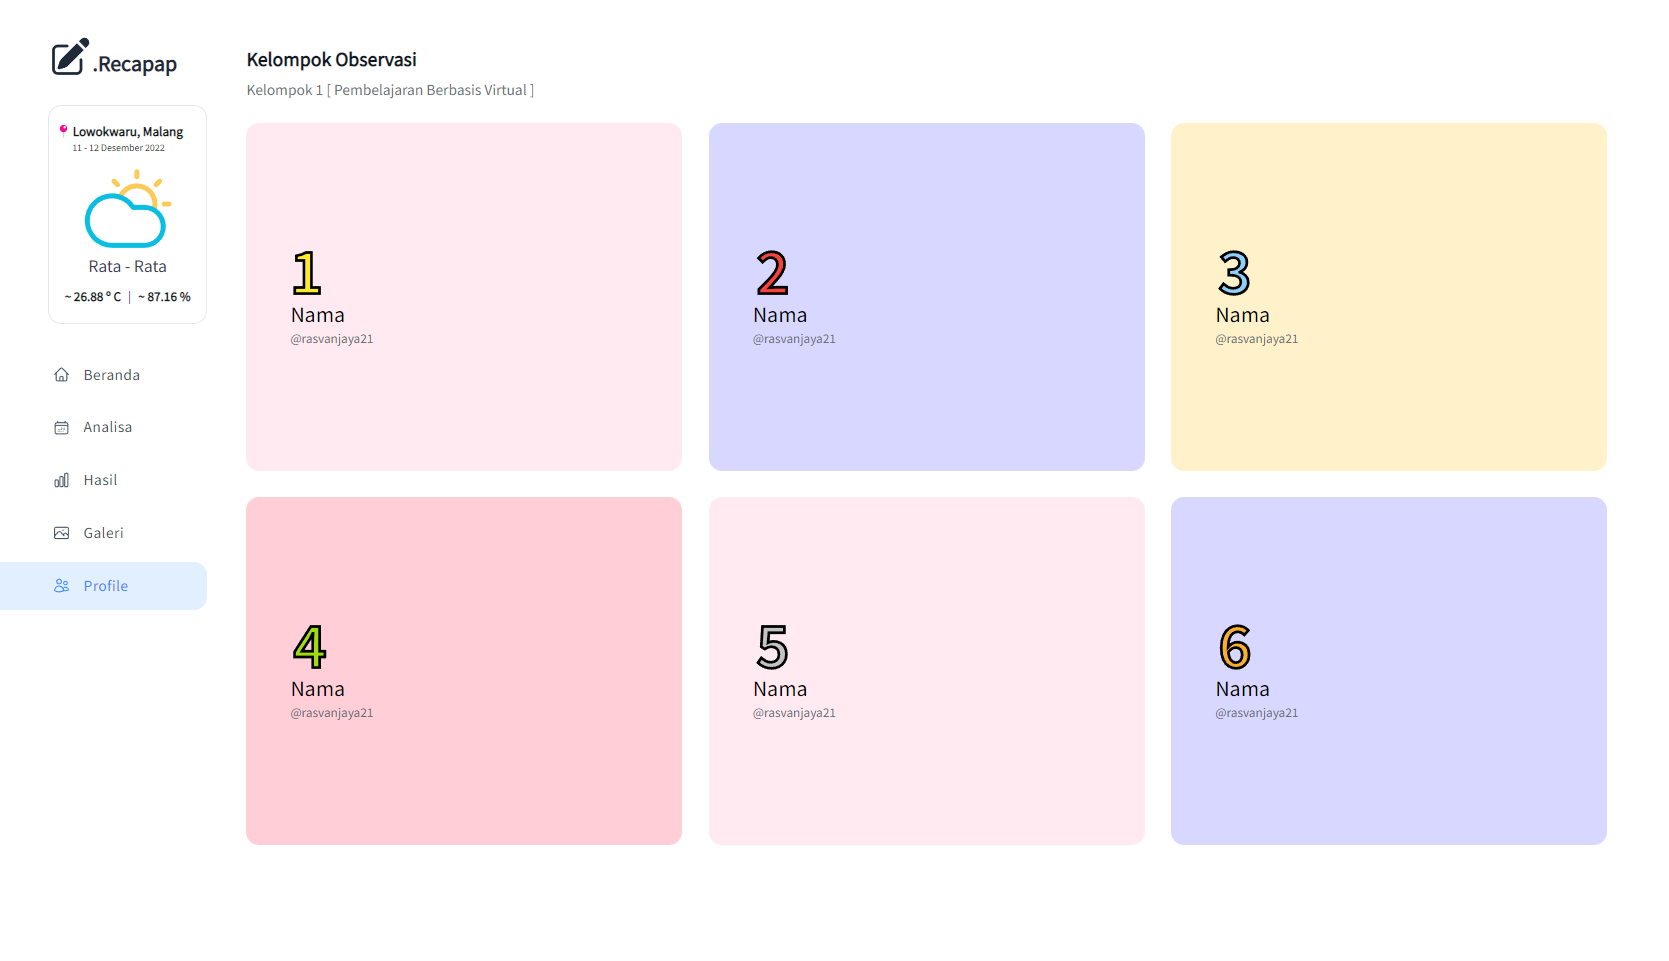 .Recapap
Lowokwaru, Malang
11 - 12 Desember 2022
Rata - Rata
~ 26.88 º C | ~ 87.16 %
Beranda
Analisa
Hasil
Galeri
Profile
Kelompok Observasi
Kelompok 1 [ Pembelajaran Berbasis Virtual ]
1
Nama
@rasvanjaya21
2
Nama
@rasvanjaya21
3
Nama
@rasvanjaya21
4
Nama
@rasvanjaya21
5
Nama
@rasvanjaya21
6
Nama
@rasvanjaya21